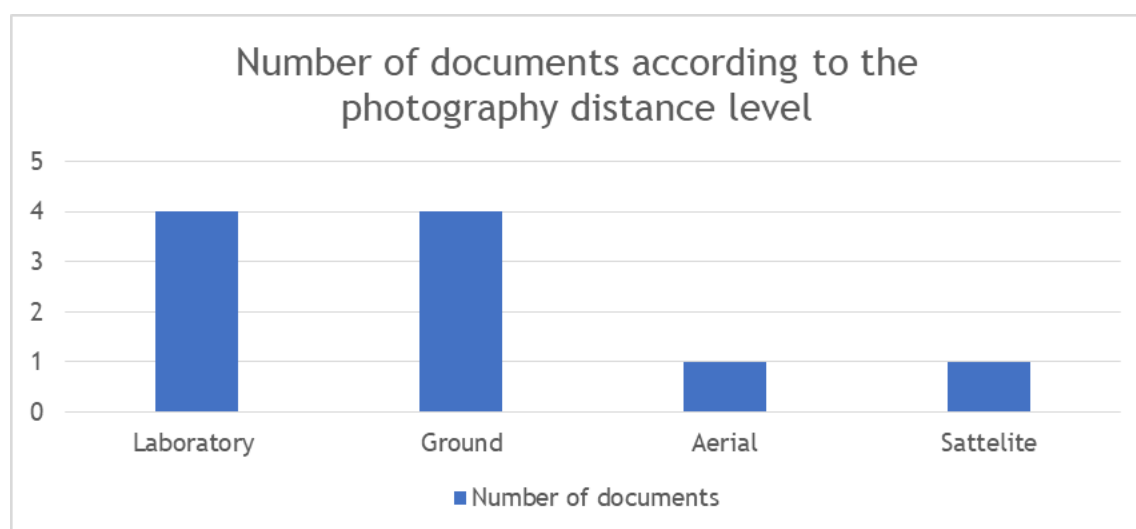 Number of documents according to the
photography distance level
5
4
3
2
1
0
Laboratory Ground Aerial Sattelite
Number of documents